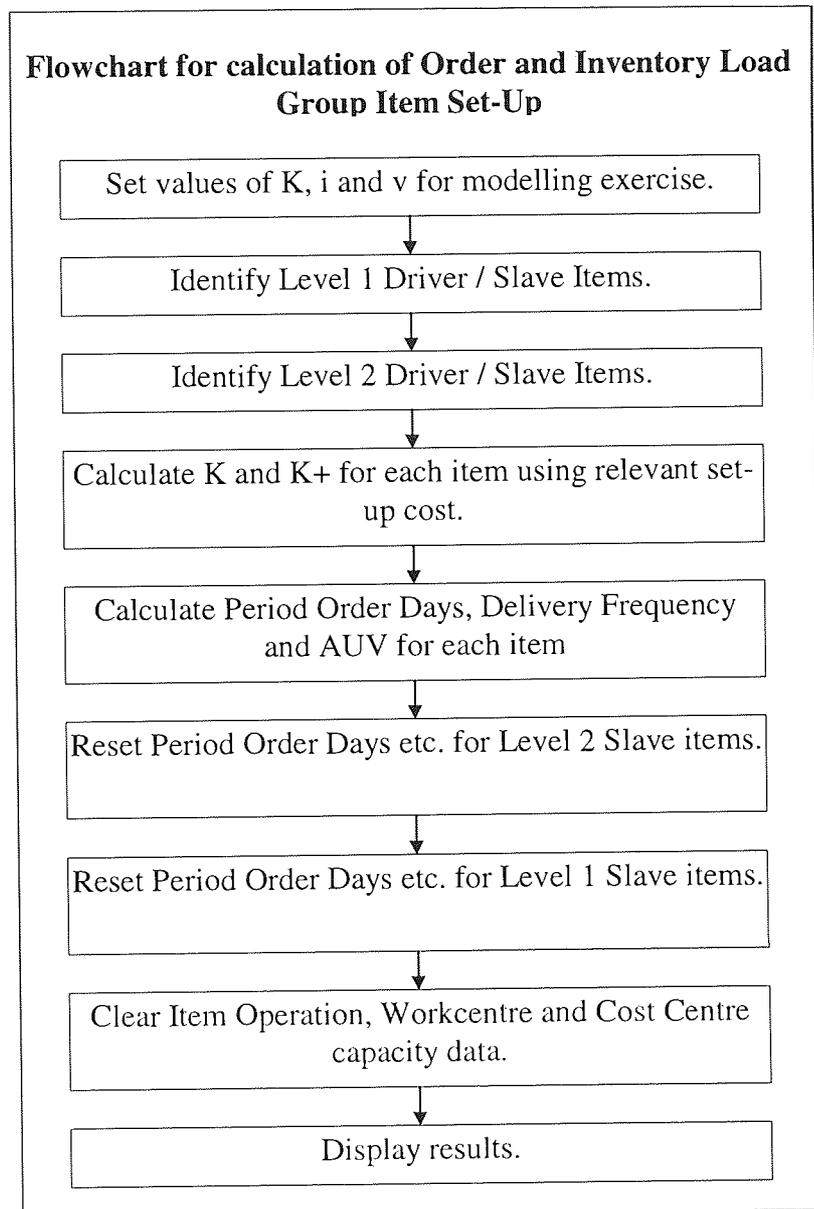 Flowchart for calculation of Order and Inventory Load
Group Item Set-Up
Set values of K, i and v for modelling exercise.
Identify Level 1 Driver / Slave Items.
Identify Level 2 Driver / Slave Items.
Calculate K and K+ for each item using relevant set-
up cost.
Calculate Period Order Days, Delivery Frequency
and AUV for each item
Reset Period Order Days etc. for Level 2 Slave items.
Reset Period Order Days etc. for Level 1 Slave items.
Clear Item Operation, Workcentre and Cost Centre
capacity data.
Display results.